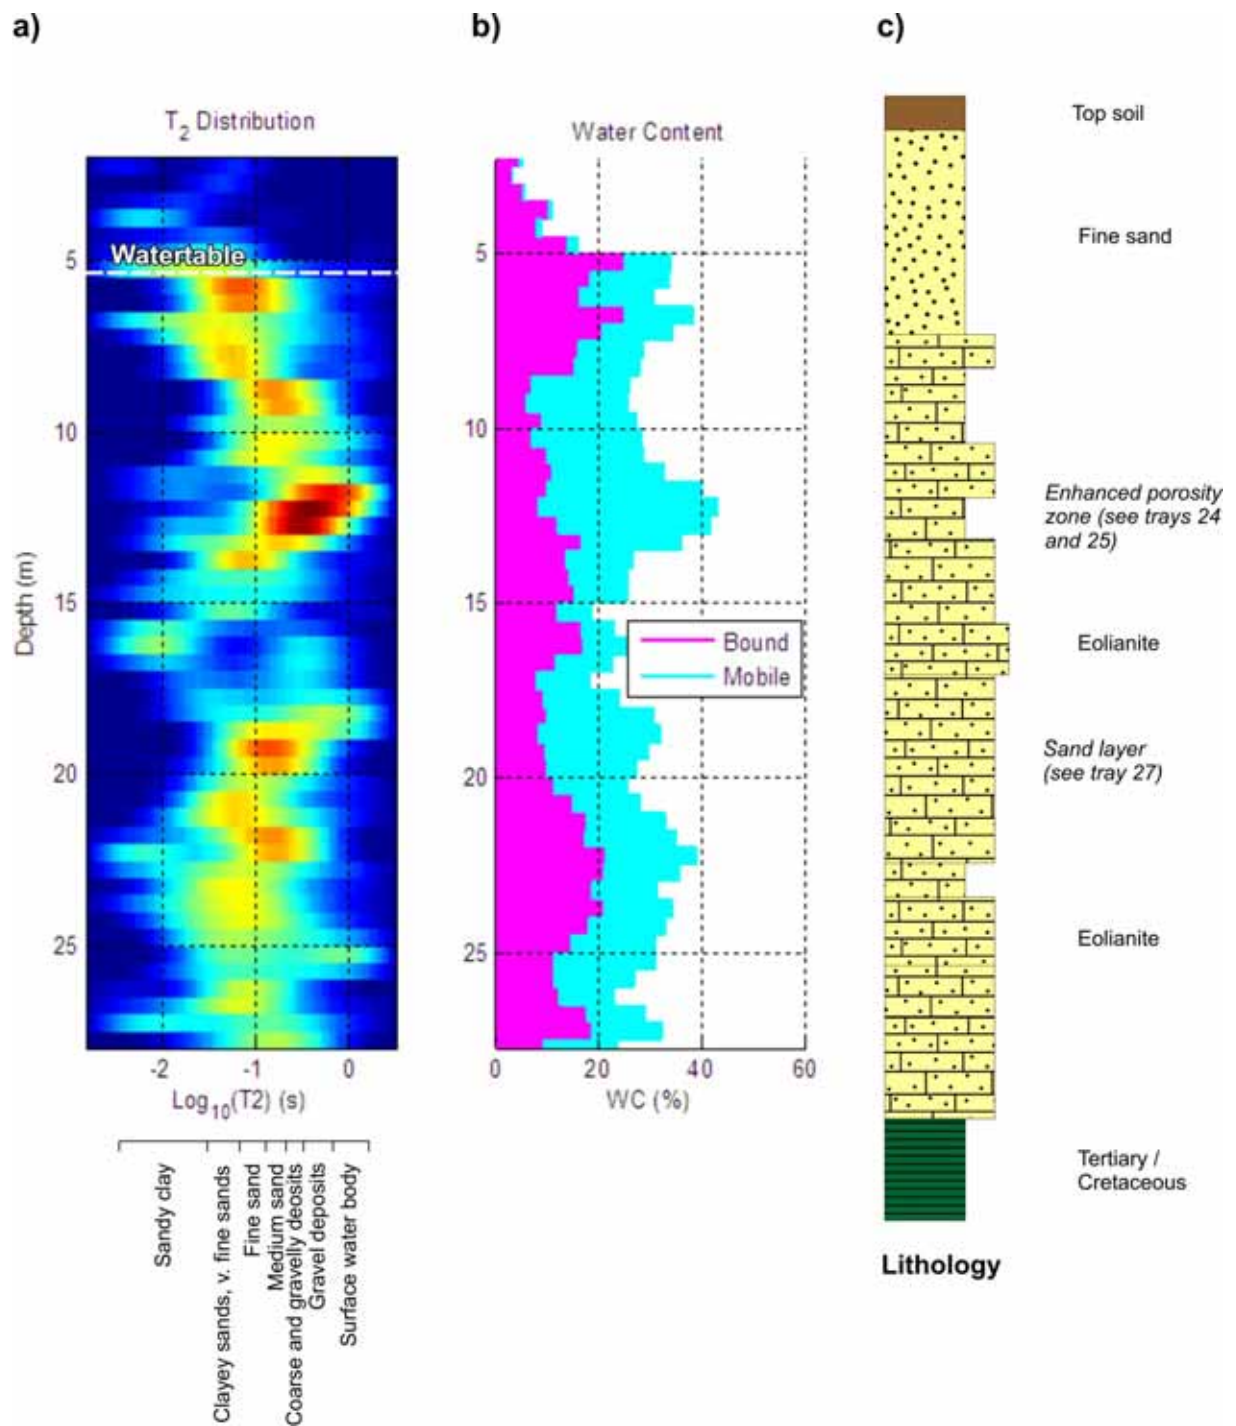 a)
b)
c)
T2 Distribution
Water Content
Watertable
5
10
15
20
25
Depth (m)
-2 -1 0
Log10(T2) (s)
Sandy clay
Clayey sands, v. fine sands
Fine sand
Medium sand
Coarse and gravelly deosits
Gravel deposits
Surface water body
5
10
15
20
25
Bound
Mobile
0 20 40 60
WC (%)
Top soil
Fine sand
Enhanced porosity
zone (see trays 24
and 25)
Eolianite
Sand layer
(see tray 27)
Eolianite
Tertiary /
Cretaceous
Lithology